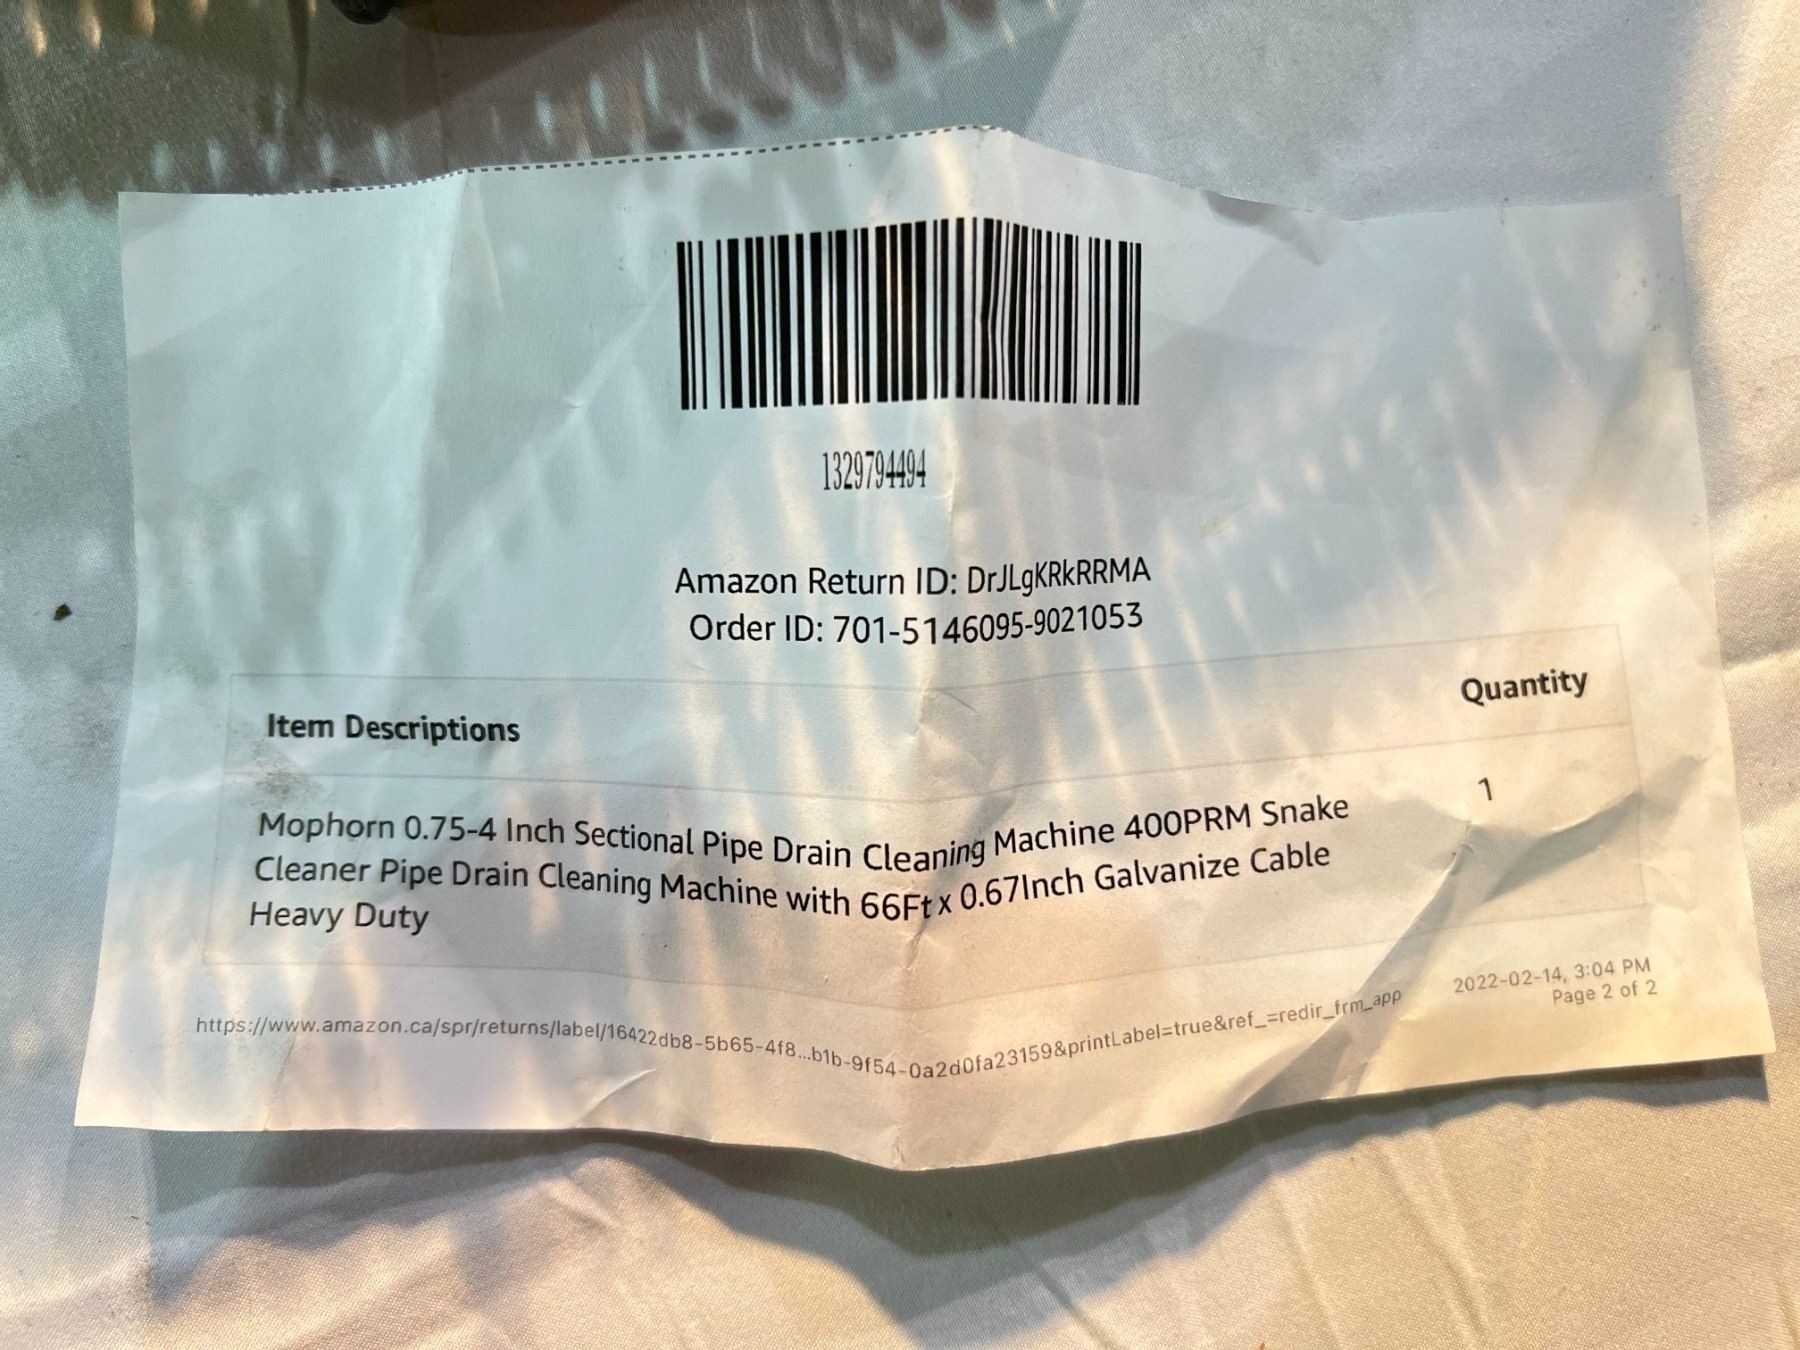 1329794494
Amazon Return ID: DrJLgKRkRRMA
Order ID: 701-5146095-9021053
Item Descriptions Quantity
Mophorn 0.75-4 Inch Sectional Pipe Drain Cleaning Machine 400PRM Snake 1
Cleaner Pipe Drain Cleaning Machine with 66Ft x 0.67Inch Galvanize Cable
Heavy Duty
https://www.amazon.ca/spr/returns/label/16422db8-5b65-4f8...b1b-9f54-0a2d0fa23159&printLabel=true&ref_=redir_frm_app
2022-02-14, 3:04 PM
Page 2 of 2